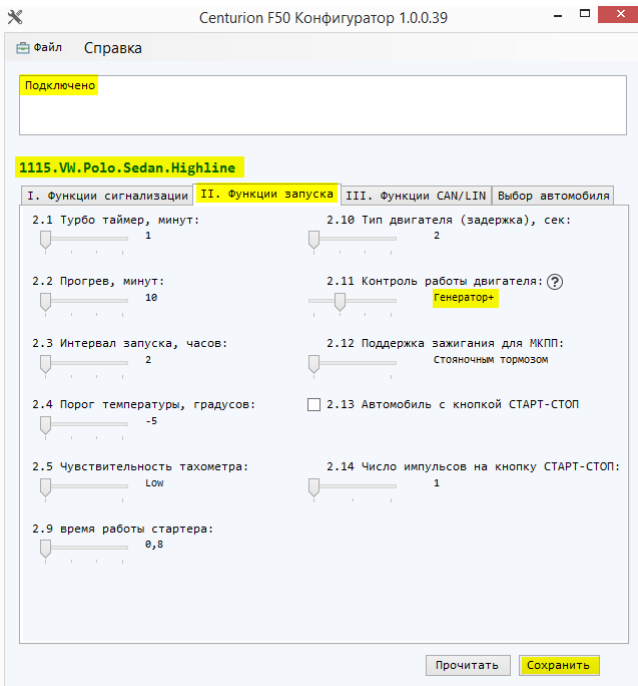 Centurion F50 Конфигуратор 1.0.0.39
Файл Справка
Подключено
1115.VW.Polo.Sedan.Highline
I. Функции сигнализации II. Функции запуска III. Функции CAN/LIN Выбор автомобиля
2.1 Турбо таймер, минут:
1
2.2 Прогрев, минут:
10
2.3 Интервал запуска, часов:
2
2.4 Порог температуры, градусов:
-5
2.5 Чувствительность тахометра:
Low
2.9 время работы стартера:
0,8
2.10 Тип двигателя (задержка), сек:
2
2.11 Контроль работы двигателя: ?
Генератор+
2.12 Поддержка зажигания для МКПП:
Стояночным тормозом
2.13 Автомобиль с кнопкой СТАРТ-СТОП
2.14 Число импульсов на кнопку СТАРТ-СТОП:
1
Прочитать Сохранить